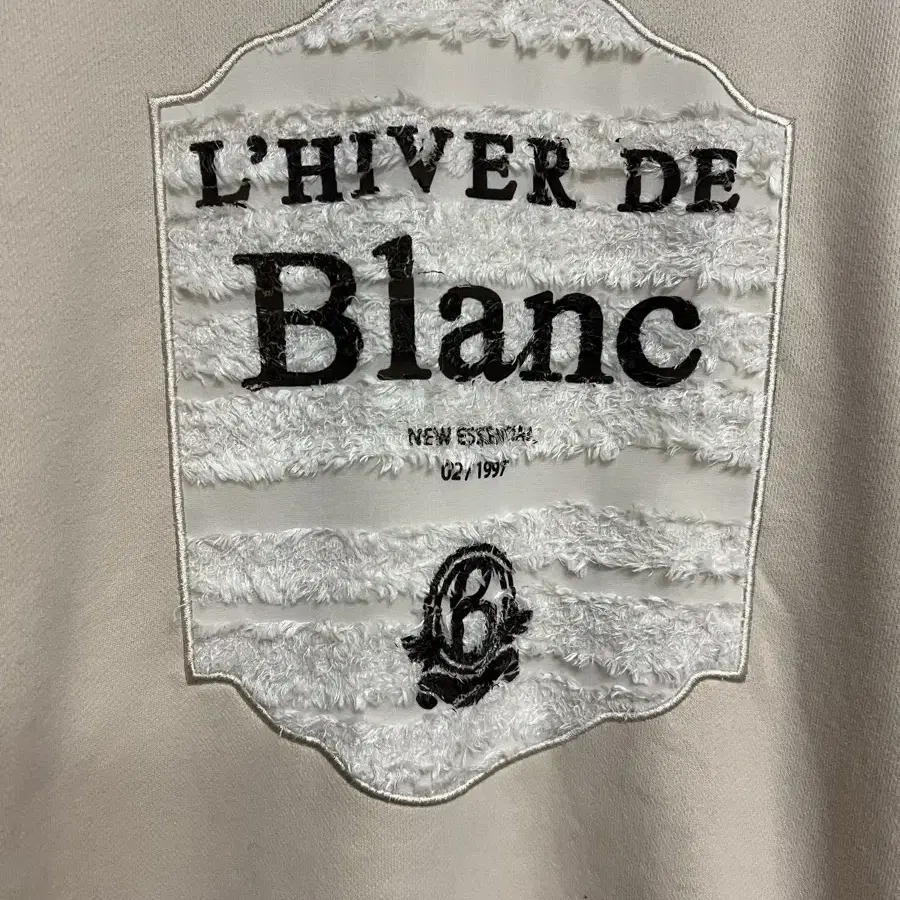 L'HIVER DE
Blanc
NEW ESSENTIAL
02 / 1997
B